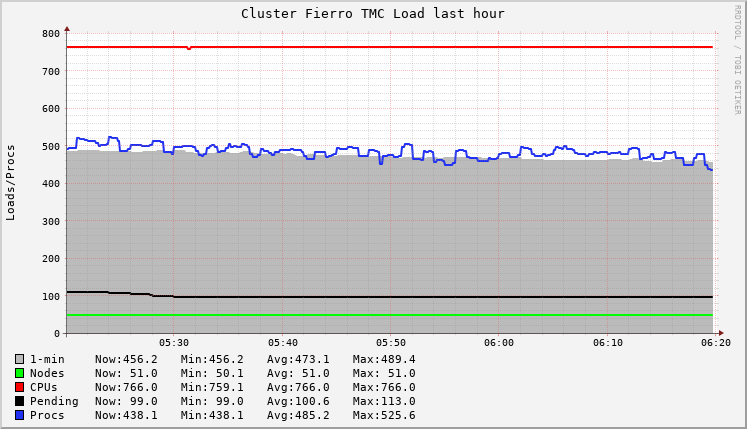 Cluster Fierro TMC Load last hour
RRDTOOL / TOBI OETIKER
Loads/Procs
800
700
600
500
400
300
200
100
0
05:30 05:40 05:50 06:00 06:10 06:20
1-min Now:456.2 Min:456.2 Avg:473.1 Max:489.4
Nodes Now: 51.0 Min: 50.1 Avg: 51.0 Max: 51.0
CPUs Now:766.0 Min:759.1 Avg:766.0 Max:766.0
Pending Now: 99.0 Min: 99.0 Avg:100.6 Max:113.0
Procs Now:438.1 Min:438.1 Avg:485.2 Max:525.6